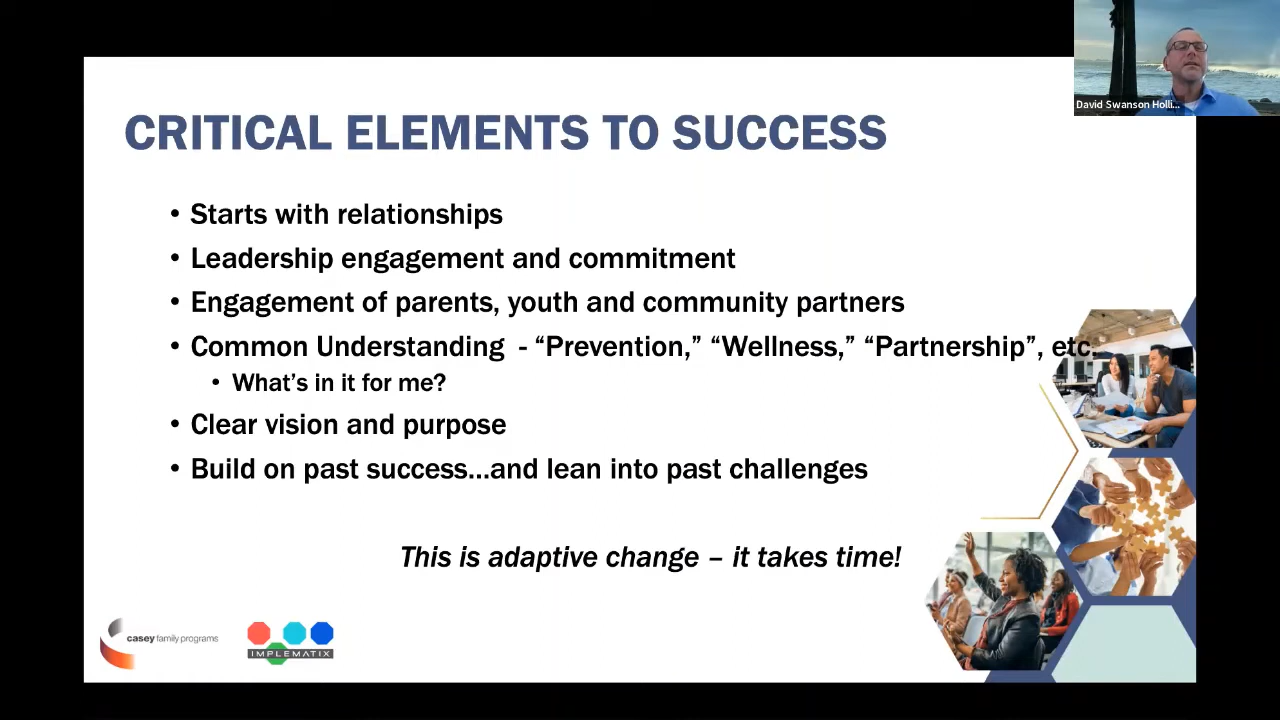 David Swanson Holli...
CRITICAL ELEMENTS TO SUCCESS
• Starts with relationships
• Leadership engagement and commitment
• Engagement of parents, youth and community partners
• Common Understanding - “Prevention,” “Wellness,” “Partnership”, etc.
• What’s in it for me?
• Clear vision and purpose
• Build on past success...and lean into past challenges
This is adaptive change – it takes time!
casey family programs
IMPLEMATIX